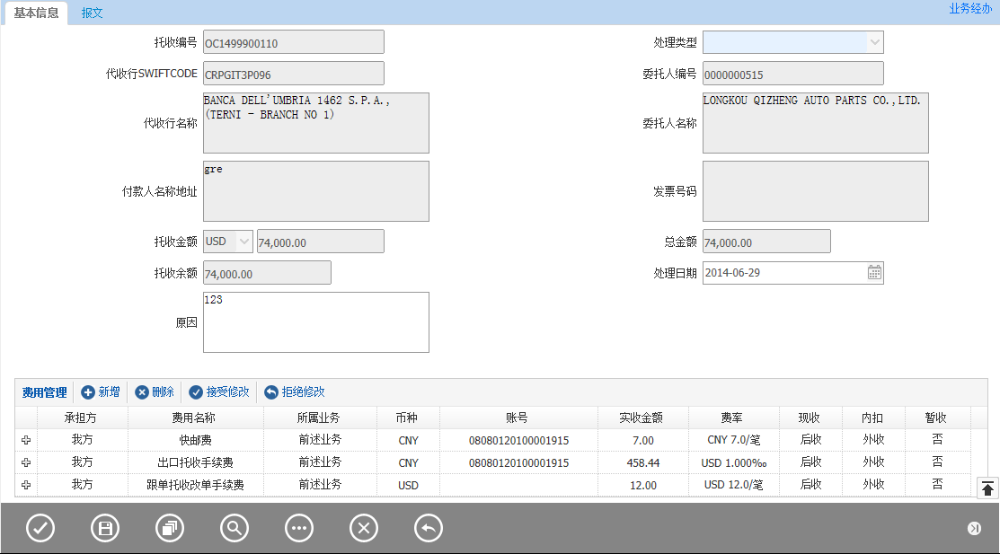 基本信息 报文 业务经办
托收编号 OC1499900110 处理类型
代收行SWIFTCODE CRPGIT3P096 委托人编号 0000000515
代收行名称 BANCA DELL'UMBRIA 1462 S.P.A., 委托人名称 LONGKOU QIZHENG AUTO PARTS CO.,LTD.
(TERNI - BRANCH NO 1)
付款人名称地址 gre 发票号码
托收金额 USD 74,000.00 总金额 74,000.00
托收余额 74,000.00 处理日期 2014-06-29
原因 123
费用管理 新增 删除 接受修改 拒绝修改
承担方 费用名称 所属业务 币种 账号 实收金额 费率 现收 内扣 暂收
我方 快邮费 前述业务 CNY 08080120100001915 7.00 CNY 7.0/笔 后收 外收 否
我方 出口托收手续费 前述业务 CNY 08080120100001915 458.44 USD 1.000‰ 后收 外收 否
我方 跟单托收改单手续费 前述业务 USD 12.00 USD 12.0/笔 后收 外收 否